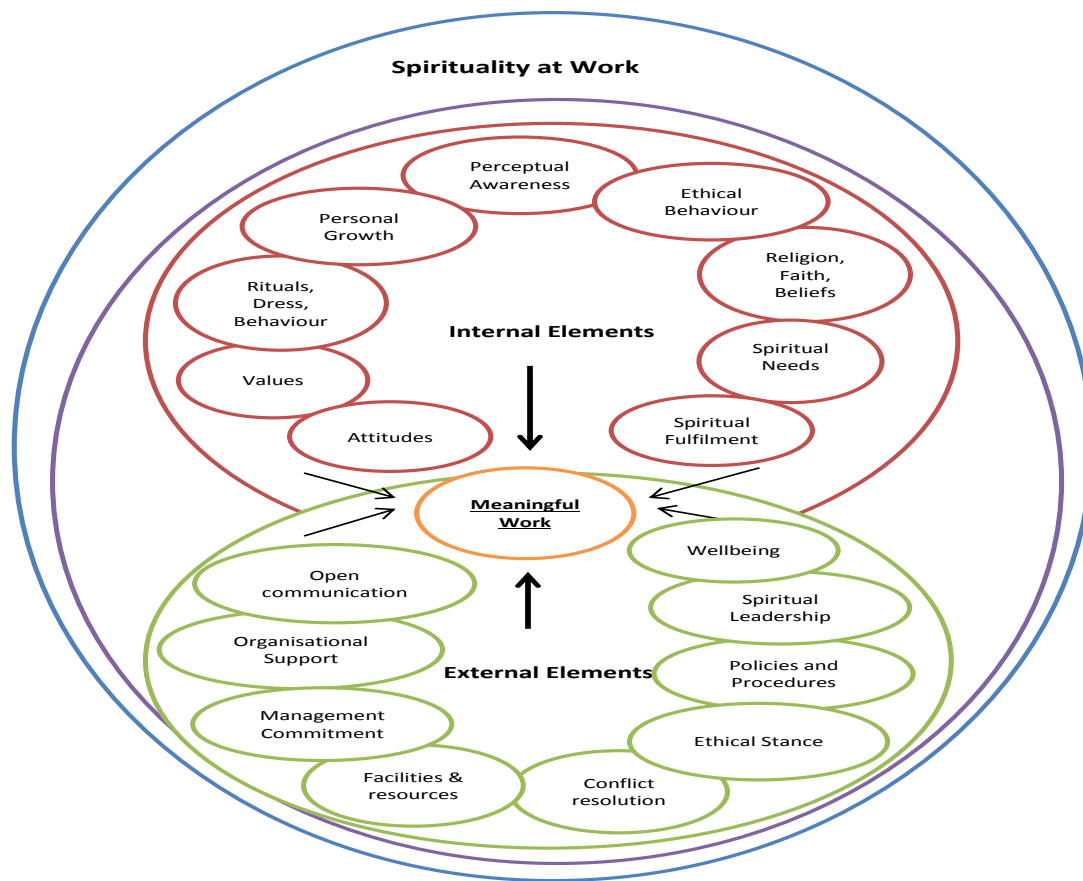 Spirituality at Work
Perceptual
Awareness
Ethical
Behaviour
Personal
Growth
Religion,
Faith,
Beliefs
Rituals,
Dress,
Behaviour
Internal Elements
Spiritual
Needs
Values
Attitudes
Spiritual
Fulfilment
Meaningful
Work
Wellbeing
Open
communication
Spiritual
Leadership
Organisational
Support
External Elements
Policies and
Procedures
Management
Commitment
Ethical Stance
Facilities &
resources
Conflict
resolution